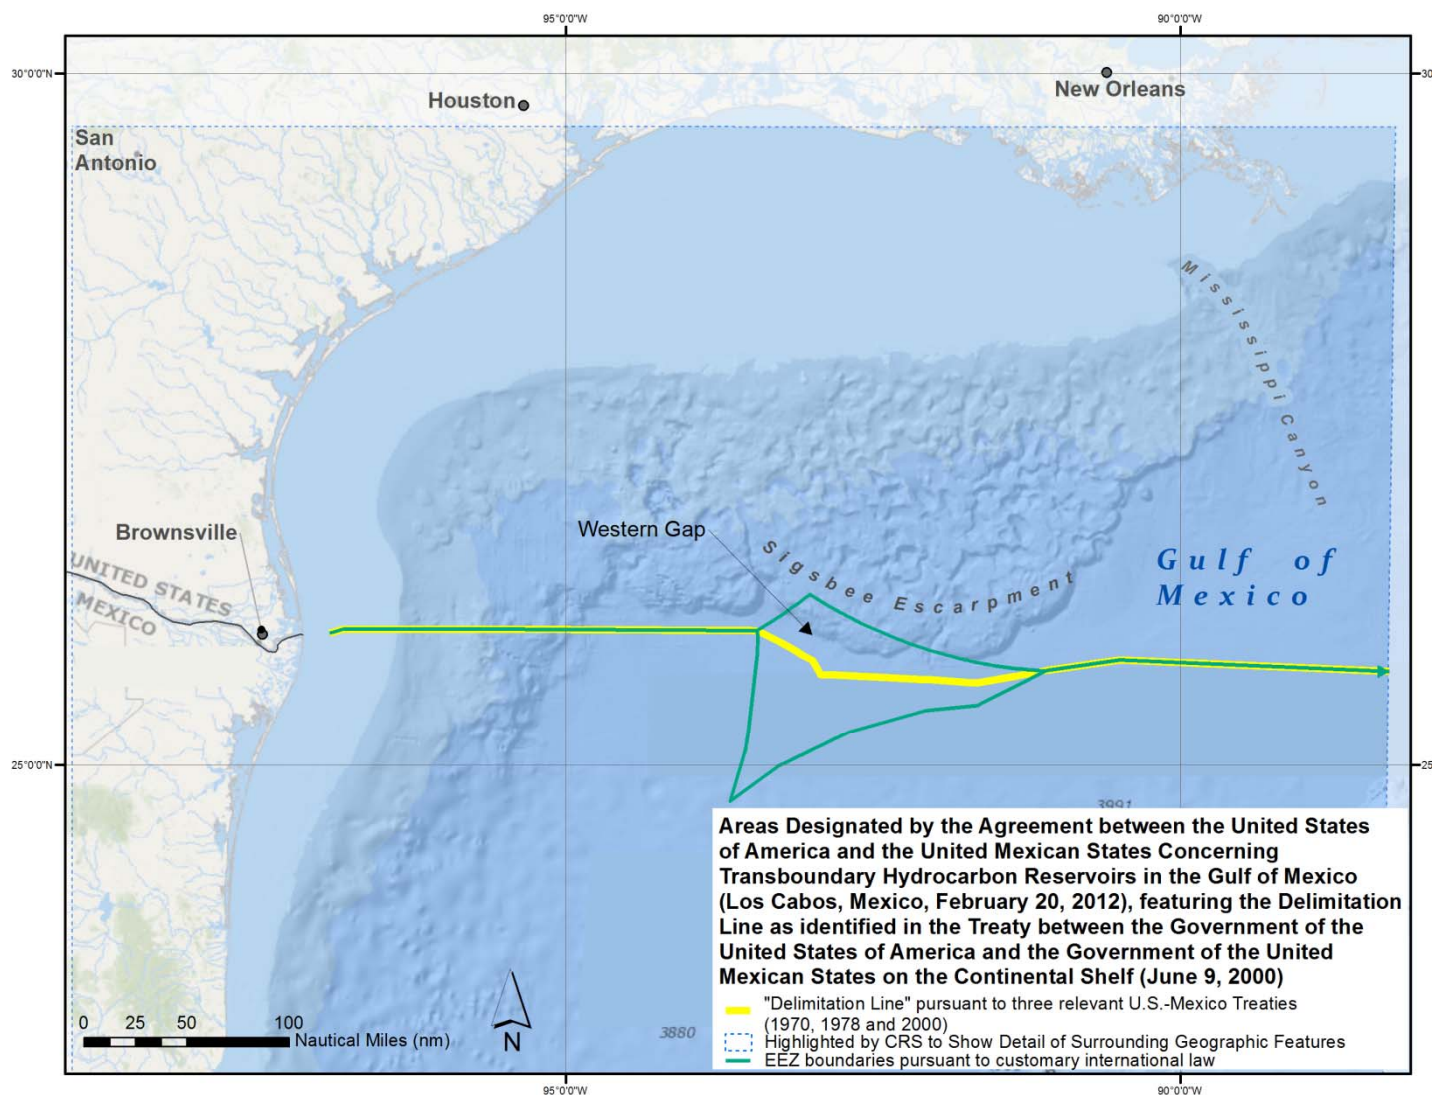 95°0'0"W
90°0'0"W
30°0'0"N
30
Houston
New Orleans
San
Antonio
Mississippi Canyon
Brownsville
Western Gap
Sigsbee Escarpment
Gulf of
Mexico
UNITED STATES
MEXICO
25°0'0"N
25
3991
Areas Designated by the Agreement between the United States
of America and the United Mexican States Concerning
Transboundary Hydrocarbon Reservoirs in the Gulf of Mexico
(Los Cabos, Mexico, February 20, 2012), featuring the Delimitation
Line as identified in the Treaty between the Government of the
United States of America and the Government of the United
Mexican States on the Continental Shelf (June 9, 2000)
"Delimitation Line" pursuant to three relevant U.S.-Mexico Treaties
(1970, 1978 and 2000)
Highlighted by CRS to Show Detail of Surrounding Geographic Features
EEZ boundaries pursuant to customary international law
0 25 50 100
Nautical Miles (nm)
N
3880
95°0'0"W
90°0'0"W